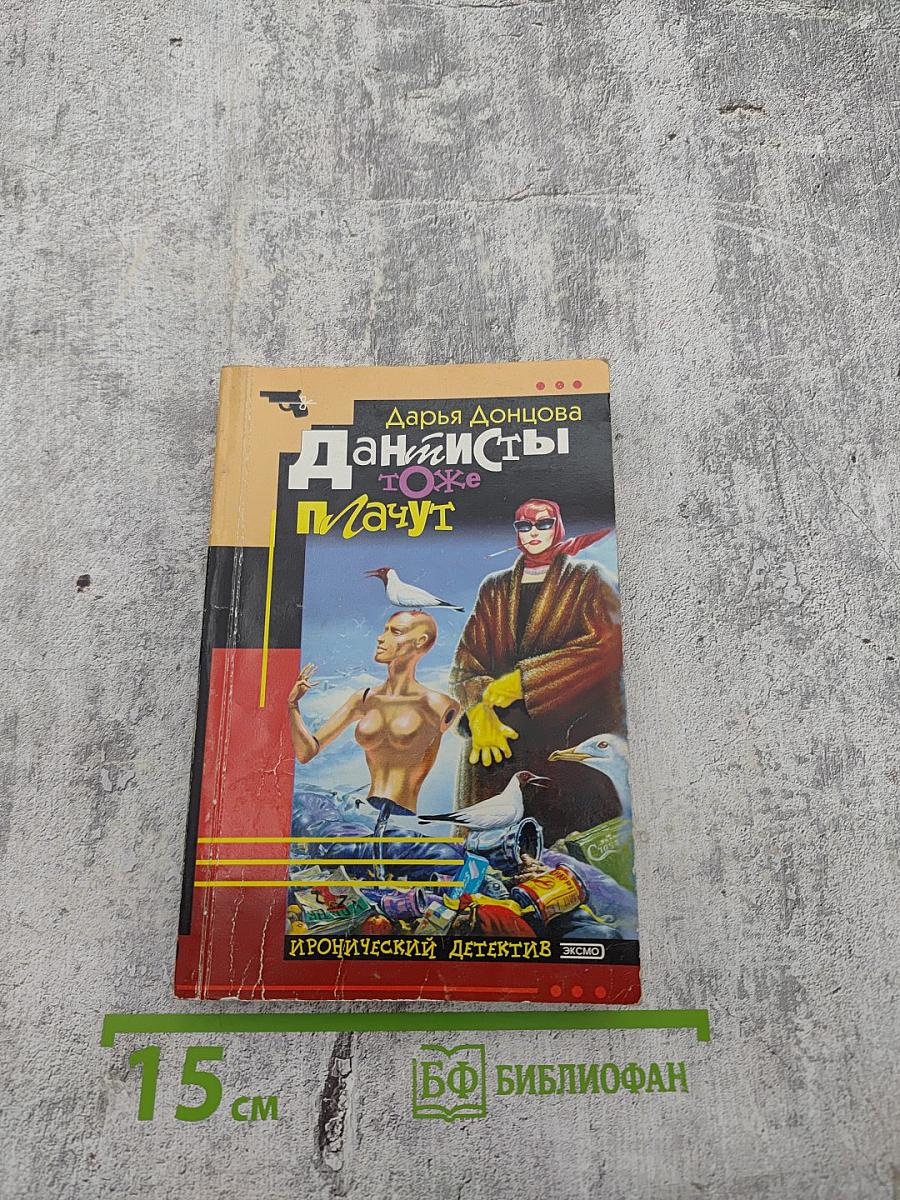 Дарья Донцова
Дантисты
тоже
плачут
ИРОНИЧЕСКИЙ ДЕТЕКТИВ ЭКСМО
15 см
БФ БИБЛИОФАН